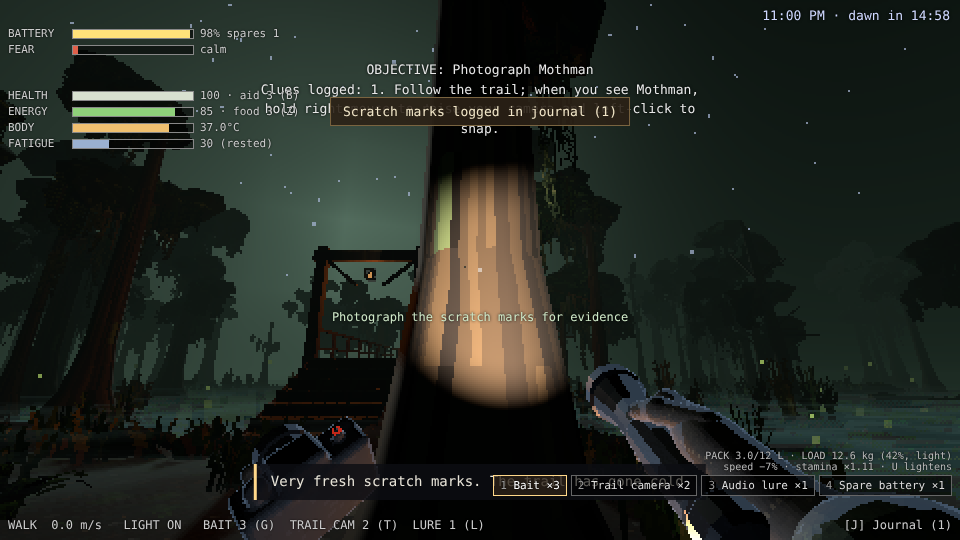 11:00 PM · dawn in 14:58
BATTERY 98% spares 1
FEAR calm
OBJECTIVE: Photograph Mothman
Clues logged: 1. Follow the trail; when you see Mothman,
hold click to
snap.
HEALTH 100 · aid 3 (B)
ENERGY 85 · food
BODY 37.0°C
FATIGUE 30 (rested)
Scratch marks logged in journal (1)
Photograph the scratch marks for evidence
PACK 3.0/12 L · LOAD 12.6 kg (42%, light)
speed −7% · stamina ×1.11 · U lightens
Very fresh scratch marks.
1 Bait ×3 2 Trail camera ×2 3 Audio lure ×1 4 Spare battery ×1
WALK 0.0 m/s LIGHT ON BAIT 3 (G) TRAIL CAM 2 (T) LURE 1 (L) [J] Journal (1)